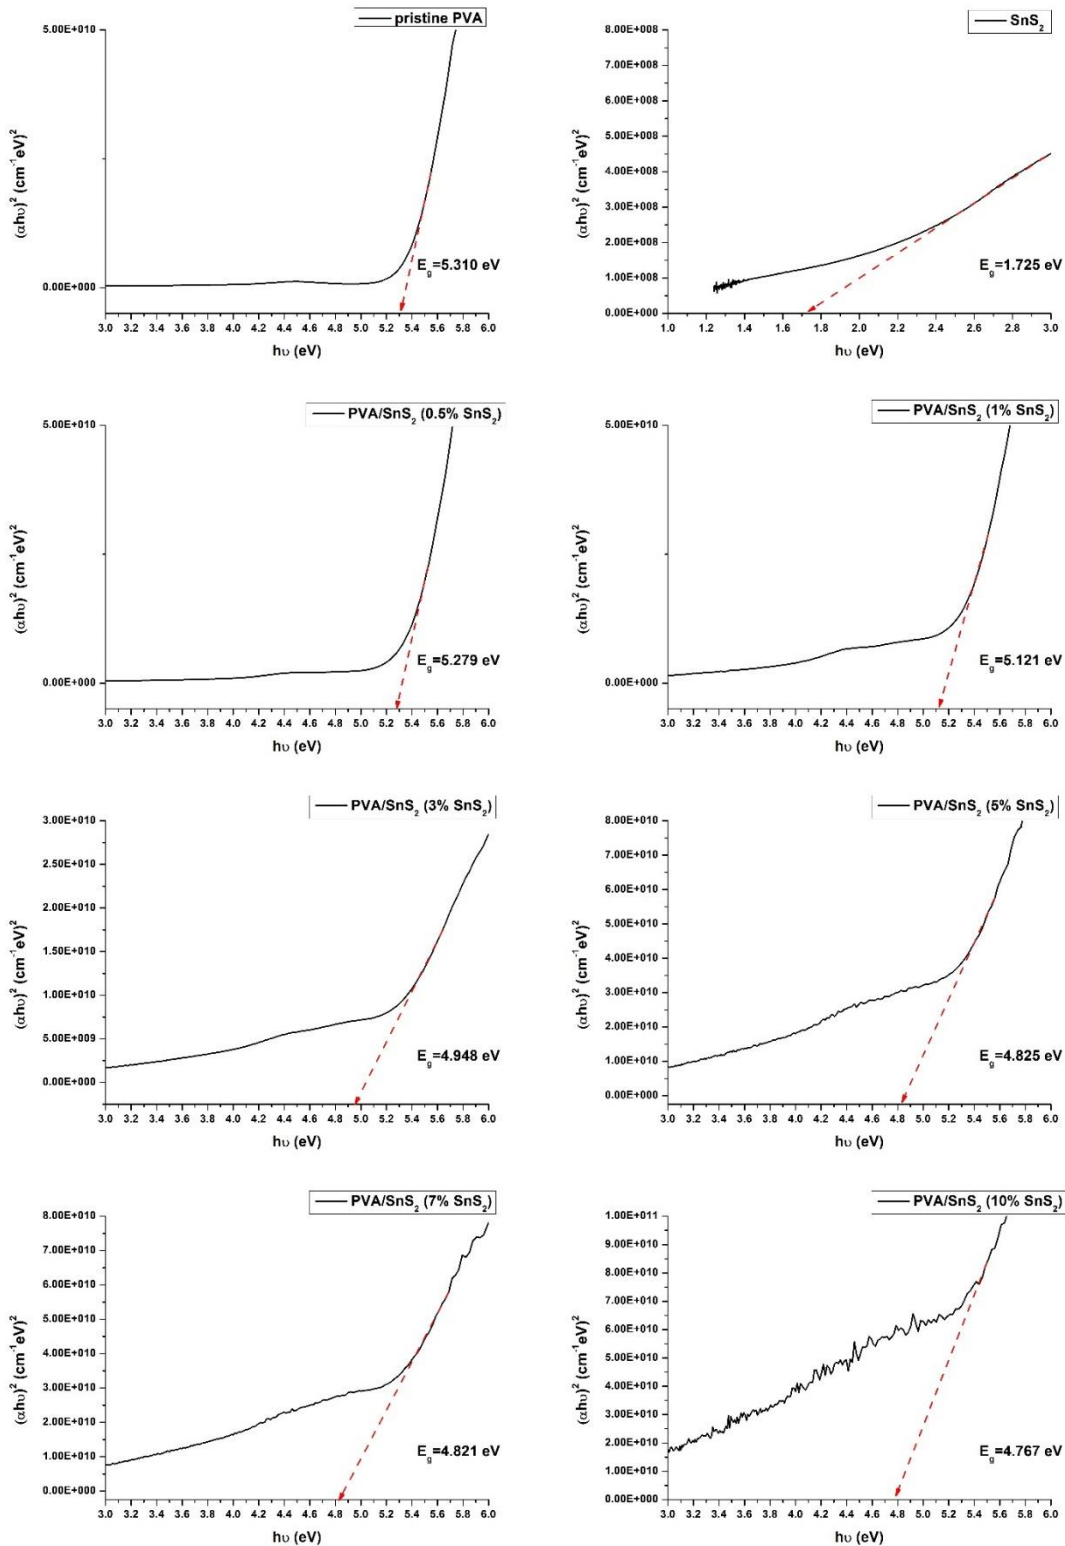 pristine PVA
5.00E+010
0.00E+000
(αhυ)² (cm⁻¹eV)²
E_g=5.310 eV
3.0 3.2 3.4 3.6 3.8 4.0 4.2 4.4 4.6 4.8 5.0 5.2 5.4 5.6 5.8 6.0
hυ (eV)
SnS₂
8.00E+008
7.00E+008
6.00E+008
5.00E+008
4.00E+008
3.00E+008
2.00E+008
1.00E+008
0.00E+000
(αhυ)² (cm⁻¹eV)²
E_g=1.725 eV
1.0 1.2 1.4 1.6 1.8 2.0 2.2 2.4 2.6 2.8 3.0
hυ (eV)
PVA/SnS₂ (0.5% SnS₂)
5.00E+010
0.00E+000
(αhυ)² (cm⁻¹eV)²
E_g=5.279 eV
3.0 3.2 3.4 3.6 3.8 4.0 4.2 4.4 4.6 4.8 5.0 5.2 5.4 5.6 5.8 6.0
hυ (eV)
PVA/SnS₂ (1% SnS₂)
5.00E+010
0.00E+000
(αhυ)² (cm⁻¹eV)²
E_g=5.121 eV
3.0 3.2 3.4 3.6 3.8 4.0 4.2 4.4 4.6 4.8 5.0 5.2 5.4 5.6 5.8 6.0
hυ (eV)
PVA/SnS₂ (3% SnS₂)
3.00E+010
2.50E+010
2.00E+010
1.50E+010
1.00E+010
5.00E+009
0.00E+000
(αhυ)² (cm⁻¹eV)²
E_g=4.948 eV
3.0 3.2 3.4 3.6 3.8 4.0 4.2 4.4 4.6 4.8 5.0 5.2 5.4 5.6 5.8 6.0
hυ (eV)
PVA/SnS₂ (5% SnS₂)
8.00E+010
7.00E+010
6.00E+010
5.00E+010
4.00E+010
3.00E+010
2.00E+010
1.00E+010
0.00E+000
(αhυ)² (cm⁻¹eV)²
E_g=4.825 eV
3.0 3.2 3.4 3.6 3.8 4.0 4.2 4.4 4.6 4.8 5.0 5.2 5.4 5.6 5.8 6.0
hυ (eV)
PVA/SnS₂ (7% SnS₂)
8.00E+010
7.00E+010
6.00E+010
5.00E+010
4.00E+010
3.00E+010
2.00E+010
1.00E+010
0.00E+000
(αhυ)² (cm⁻¹eV)²
E_g=4.821 eV
3.0 3.2 3.4 3.6 3.8 4.0 4.2 4.4 4.6 4.8 5.0 5.2 5.4 5.6 5.8 6.0
hυ (eV)
PVA/SnS₂ (10% SnS₂)
1.00E+011
9.00E+010
8.00E+010
7.00E+010
6.00E+010
5.00E+010
4.00E+010
3.00E+010
2.00E+010
1.00E+010
0.00E+000
(αhυ)² (cm⁻¹eV)²
E_g=4.767 eV
3.0 3.2 3.4 3.6 3.8 4.0 4.2 4.4 4.6 4.8 5.0 5.2 5.4 5.6 5.8 6.0
hυ (eV)